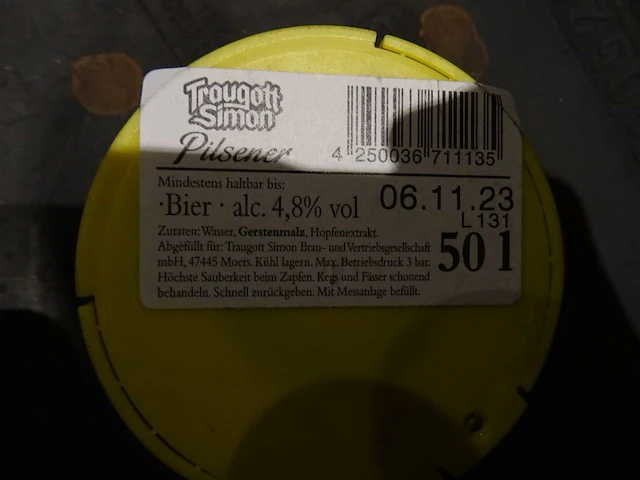 Traugott
Simon
Pilsener
4 250036 711135
Mindestens haltbar bis:
06.11.23
·Bier · alc. 4,8% vol
L 131
Zutaten: Wasser, Gerstenmalz, Hopfenextrakt.
Abgefüllt für: Traugott Simon Brau- und Vertriebsgesellschaft
mbH, 47445 Moers. Kühl lagern. Max. Betriebsdruck 3 bar.
Höchste Sauberkeit beim Zapfen. Kegs und Fässer schonend
behandeln. Schnell zurückgeben. Mit Messanlage befüllt.
50 l